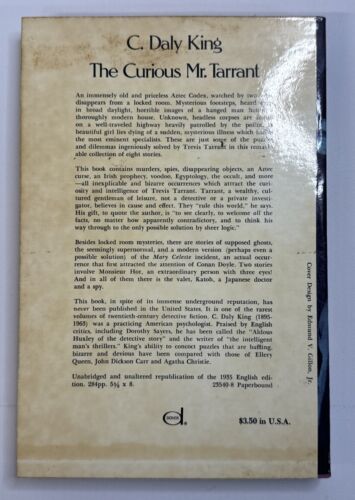 C. Daly King
The Curious Mr. Tarrant
An immensely old and priceless Aztec Codex, watched by two
disappears from a locked room. Mysterious footsteps, heard
in broad daylight, horrible images of a hanged man
thoroughly modern house. Unknown, headless corpses are
on a well-traveled highway heavily patrolled by the police. A
beautiful girl lies dying of a sudden, mysterious illness which
the most eminent specialists. These are just some of the puzzles
and dilemmas ingeniously solved by Trevis Tarrant in this remark-
able collection of eight stories.
This book contains murders, spies, disappearing objects, an Aztec
curse, an Irish prophecy, voodoo, Egyptology, the occult, and more
—all inexplicable and bizarre occurrences which attract the curi-
osity and intelligence of Trevis Tarrant. Tarrant, a wealthy, cul-
tured gentleman of leisure, not a detective or a private investi-
gator, believes in cause and effect. They "rule this world," he says.
His gift, to quote the author, is "to see clearly, to welcome all the
facts, no matter how apparently contradictory, and to think his
way through to the only possible solution by sheer logic."
Besides locked room mysteries, there are stories of supposed ghosts,
the seemingly supernormal, and a modern version (perhaps even a
possible solution) of the Mary Celeste incident, an actual occur-
rence that first attracted the attention of Conan Doyle. Two stories
involve Monsieur Hor, an extraordinary person with three eyes!
And in all of them there is the valet, Katoh, a Japanese doctor
and a spy.
This book, in spite of its immense underground reputation, has
never been published in the United States. It is one of the rarest
volumes of twentieth-century detective fiction. C. Daly King (1895-
1963) was a practicing American psychologist. Praised by English
critics, including Dorothy Sayers, he has been called the "Aldous
Huxley of the detective story" and the writer of "the intelligent
man's thrillers." King's ability to concoct puzzles that are baffling,
bizarre and devious have been compared with those of Ellery
Queen, John Dickson Carr and Agatha Christie.
Unabridged and unaltered republication of the 1935 English edi-
tion. 284pp. 5⅜ x 8. 23540-8 Paperbound
DOVER
$3.50 in U.S.A.
Cover Design by Edmund V. Gillon, Jr.